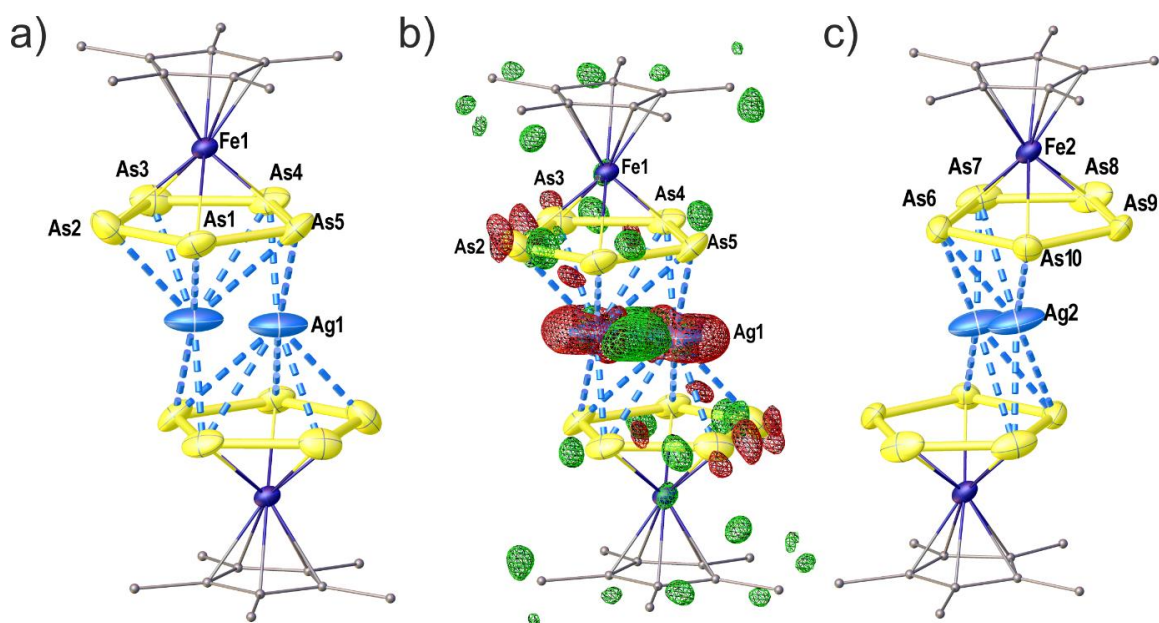 a)
Fe1
As3
As4
As2
As1
As5
Ag1
b)
Fe1
As3
As4
As2
As5
Ag1
c)
Fe2
As7
As8
As6
As9
As10
Ag2